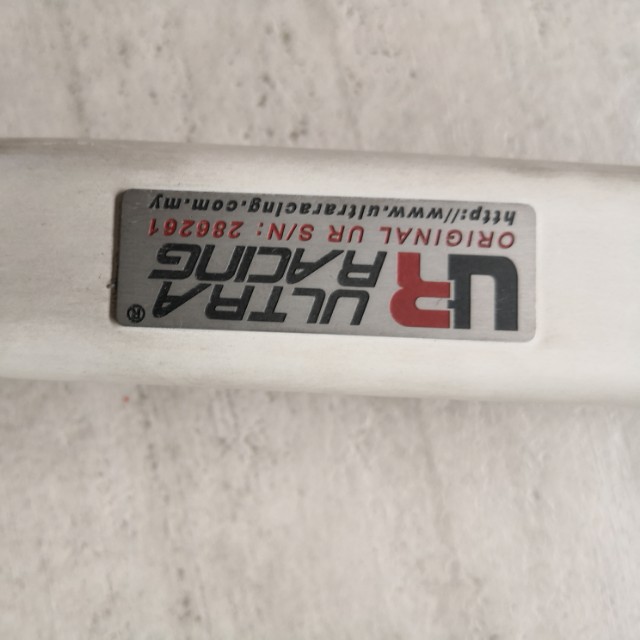 UR ULTRA RACING®
ORIGINAL UR S/N: 286261
http://www.ultraracing.com.my